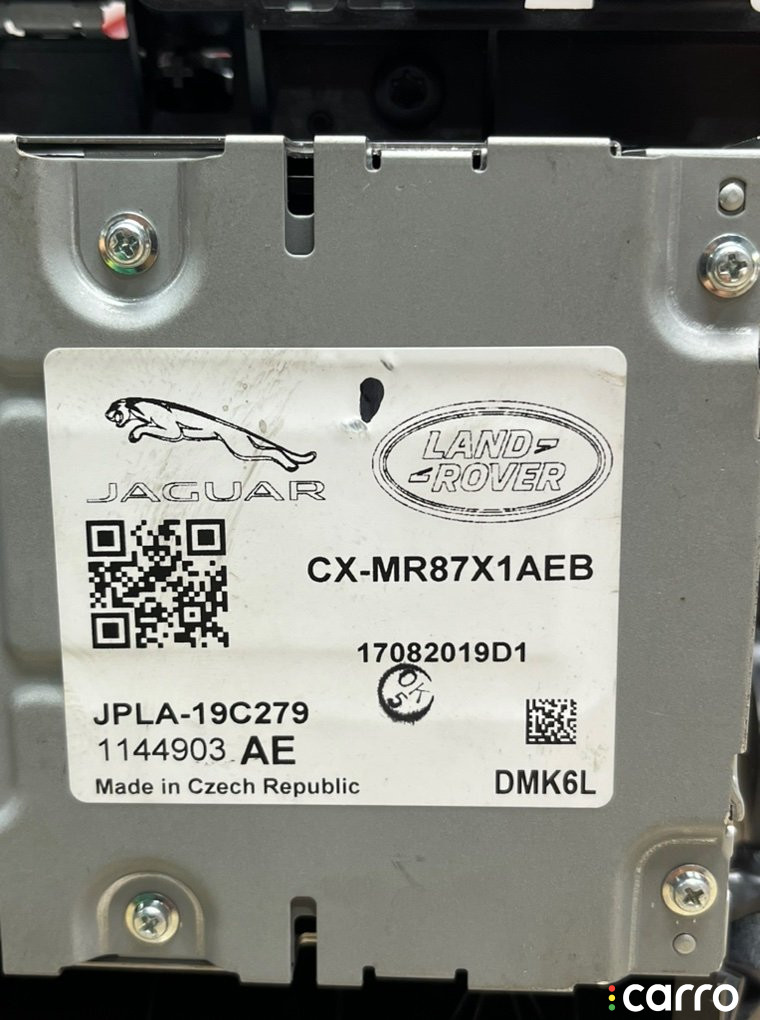 JAGUAR
LAND-
-ROVER
CX-MR87X1AEB
17082019D1
OK
5
JPLA-19C279
1144903 AE
Made in Czech Republic
DMK6L
carro